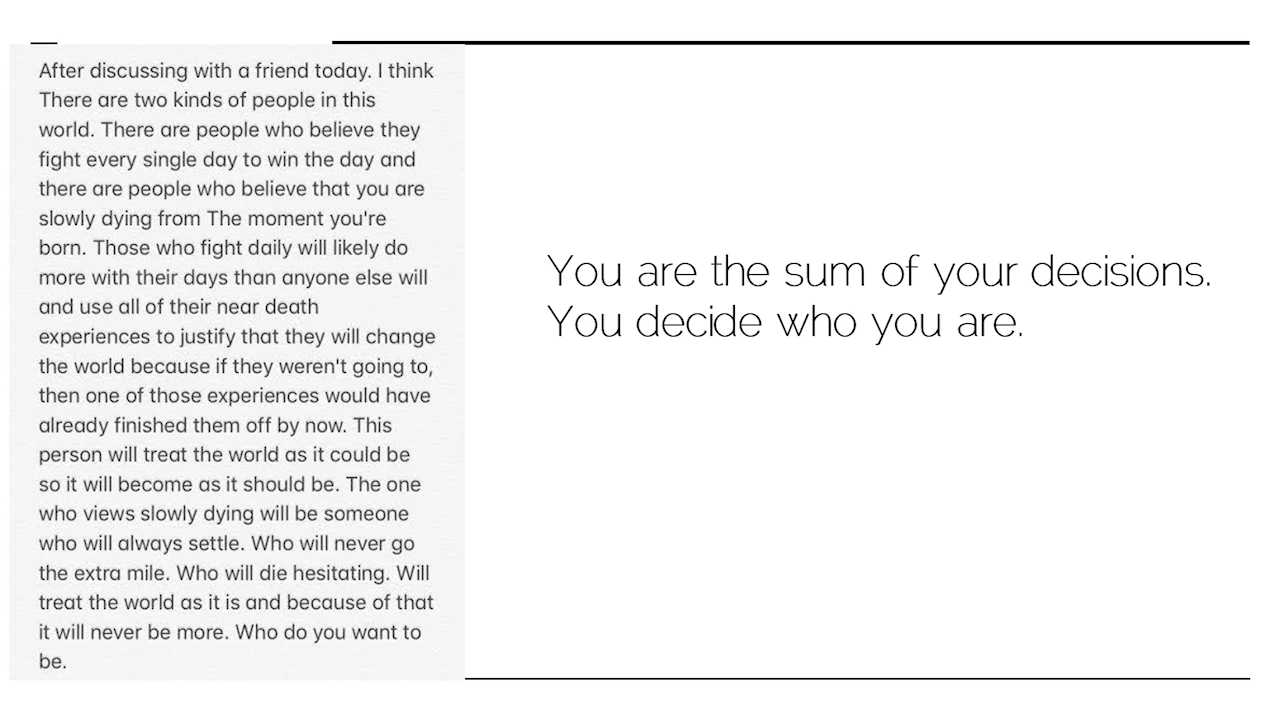 After discussing with a friend today. I think
There are two kinds of people in this
world. There are people who believe they
fight every single day to win the day and
there are people who believe that you are
slowly dying from The moment you're
born. Those who fight daily will likely do
more with their days than anyone else will
and use all of their near death
experiences to justify that they will change
the world because if they weren't going to,
then one of those experiences would have
already finished them off by now. This
person will treat the world as it could be
so it will become as it should be. The one
who views slowly dying will be someone
who will always settle. Who will never go
the extra mile. Who will die hesitating. Will
treat the world as it is and because of that
it will never be more. Who do you want to
be.
You are the sum of your decisions.
You decide who you are.